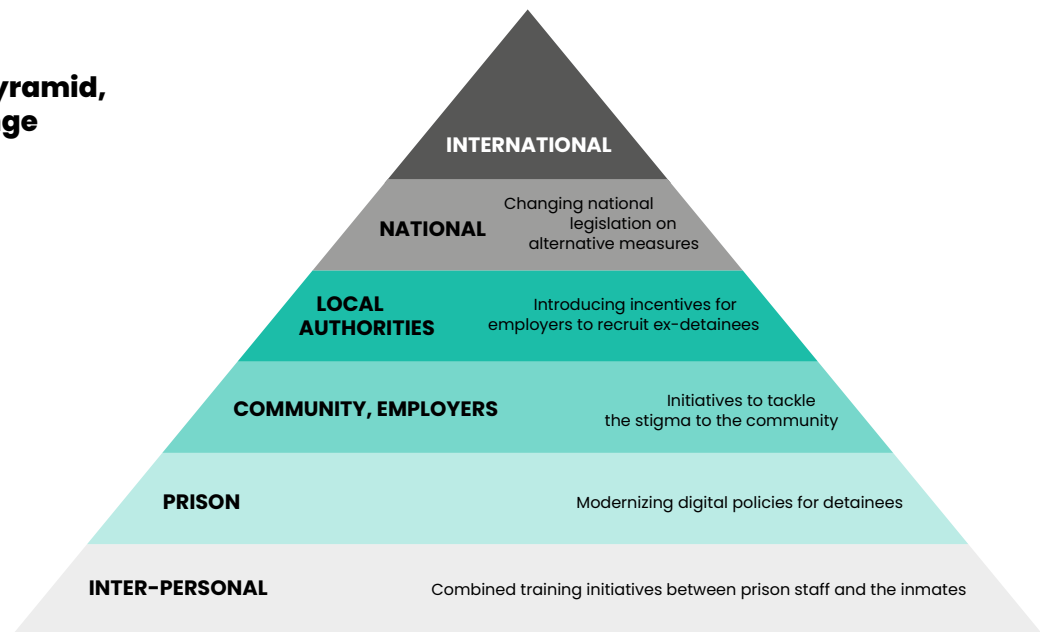 yramid,
nge
INTERNATIONAL
NATIONAL
Changing national
legislation on
alternative measures
LOCAL
AUTHORITIES
Introducing incentives for
employers to recruit ex-detainees
COMMUNITY, EMPLOYERS
Initiatives to tackle
the stigma to the community
PRISON
Modernizing digital policies for detainees
INTER-PERSONAL
Combined training initiatives between prison staff and the inmates